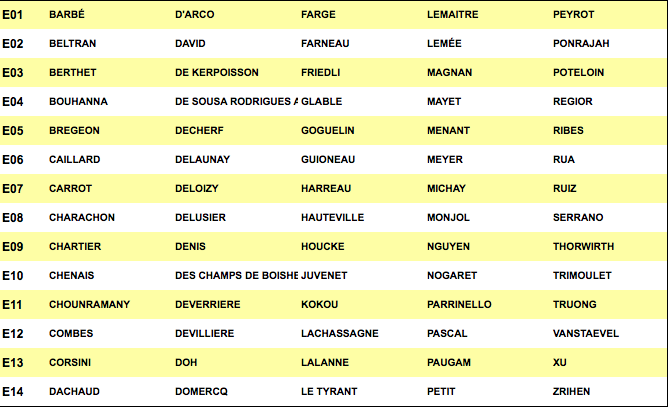 E01 BARBÉ D'ARCO FARGE LEMAITRE PEYROT
E02 BELTRAN DAVID FARNEAU LEMÉE PONRAJAH
E03 BERTHET DE KERPOISSON FRIEDLI MAGNAN POTELOIN
E04 BOUHANNA DE SOUSA RODRIGUES A GLABLE MAYET REGIOR
E05 BREGEON DECHERF GOGUELIN MENANT RIBES
E06 CAILLARD DELAUNAY GUIONEAU MEYER RUA
E07 CARROT DELOIZY HARREAU MICHAY RUIZ
E08 CHARACHON DELUSIER HAUTEVILLE MONJOL SERRANO
E09 CHARTIER DENIS HOUCKE NGUYEN THORWIRTH
E10 CHENAIS DES CHAMPS DE BOISHE JUVENET NOGARET TRIMOULET
E11 CHOUNRAMANY DEVERRIERE KOKOU PARRINELLO TRUONG
E12 COMBES DEVILLIERE LACHASSAGNE PASCAL VANSTAEVEL
E13 CORSINI DOH LALANNE PAUGAM XU
E14 DACHAUD DOMERCQ LE TYRANT PETIT ZRIHEN